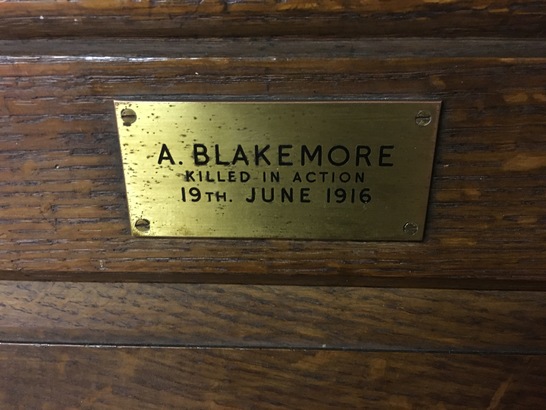 A. BLAKEMORE
KILLED IN ACTION
19TH. JUNE 1916